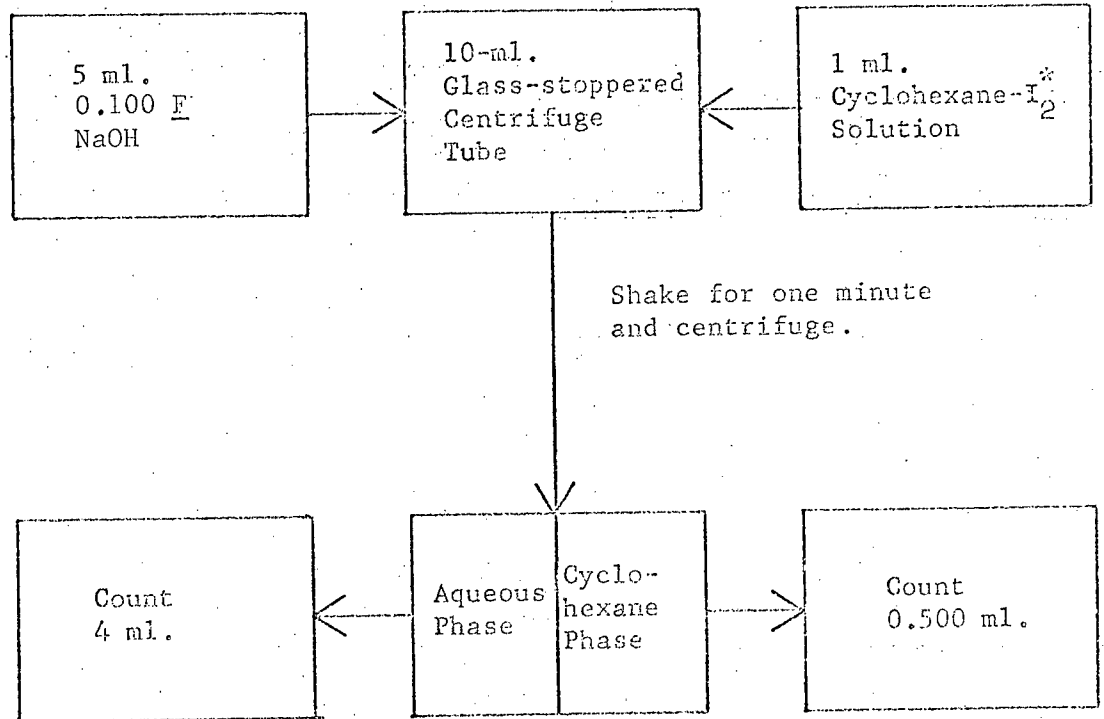 5 ml.
0.100 F
NaOH
10-ml.
Glass-stoppered
Centrifuge
Tube
1 ml.
Cyclohexane-I₂*
Solution
Shake for one minute
and centrifuge.
Count
4 ml.
Aqueous
Phase
Cyclo-
hexane
Phase
Count
0.500 ml.